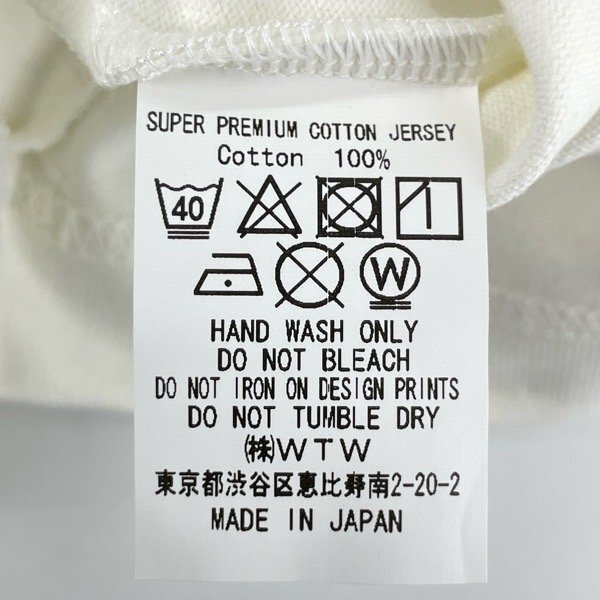 SUPER PREMIUM COTTON JERSEY
Cotton 100%
40
W
HAND WASH ONLY
DO NOT BLEACH
DO NOT IRON ON DESIGN PRINTS
DO NOT TUMBLE DRY
㈱WTW
東京都渋谷区恵比野南2-20-2
MADE IN JAPAN